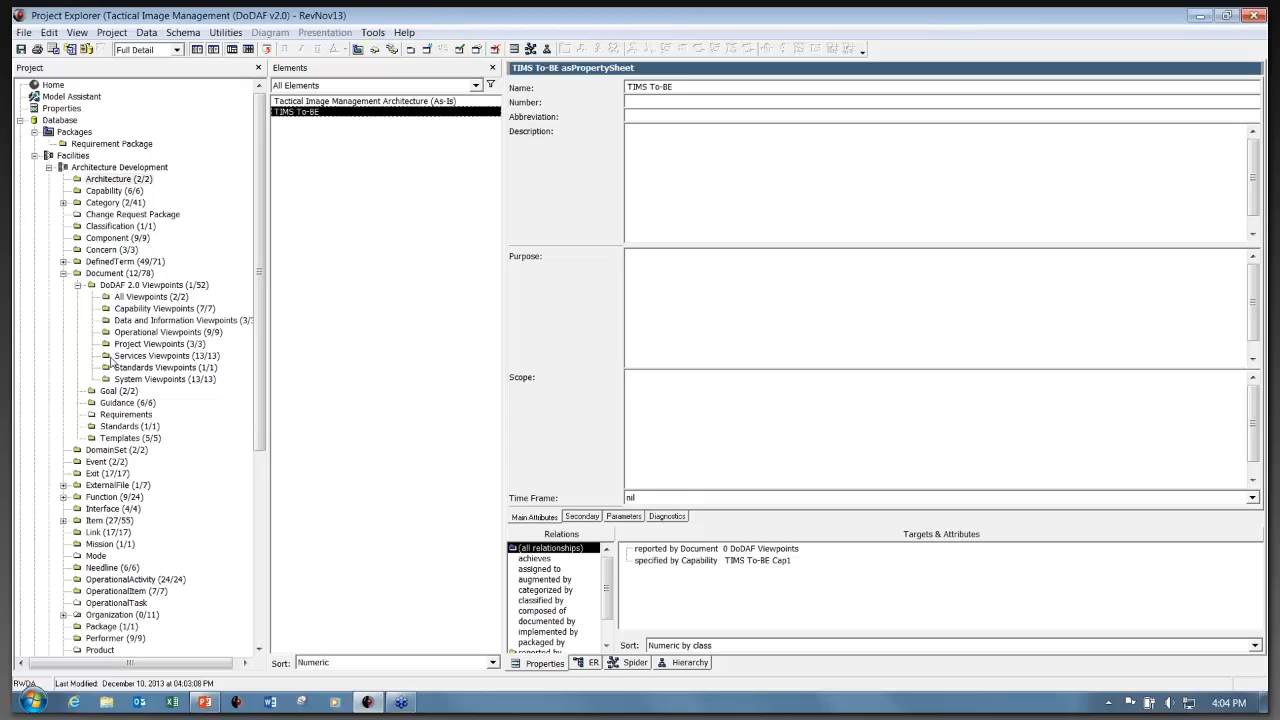 Project Explorer (Tactical Image Management (DoDAF v2.0) - RevNov13)
File Edit View Project Data Schema Utilities Diagram Presentation Tools Help
Full Detail
Project
Home
Model Assistant
Properties
Database
Packages
Requirement Package
Facilities
Architecture Development
Architecture (2/2)
Capability (6/6)
Category (2/41)
Change Request Package
Classification (1/1)
Component (9/9)
Concern (3/3)
DefinedTerm (49/71)
Document (12/78)
DoDAF 2.0 Viewpoints (1/52)
All Viewpoints (2/2)
Capability Viewpoints (7/7)
Data and Information Viewpoints (3/3
Operational Viewpoints (9/9)
Project Viewpoints (3/3)
Services Viewpoints (13/13)
Standards Viewpoints (1/1)
System Viewpoints (13/13)
Goal (2/2)
Guidance (6/6)
Requirements
Standards (1/1)
Templates (5/5)
DomainSet (2/2)
Event (2/2)
Exit (17/17)
ExternalFile (1/7)
Function (9/24)
Interface (4/4)
Item (27/55)
Link (17/17)
Mission (1/1)
Mode
Needline (6/6)
OperationalActivity (24/24)
OperationalItem (7/7)
OperationalTask
Organization (0/11)
Package (1/1)
Performer (9/9)
Product
Elements
All Elements
Tactical Image Management Architecture (As-Is)
TIMS To-BE
Sort: Numeric
TIMS To-BE asPropertySheet
Name: TIMS To-BE
Number:
Abbreviation:
Description:
Purpose:
Scope:
Time Frame: nil
Main Attributes Secondary Parameters Diagnostics
Relations
(all relationships)
achieves
assigned to
augmented by
categorized by
classified by
composed of
documented by
implemented by
packaged by
reported by
Targets & Attributes
reported by Document 0 DoDAF Viewpoints
specified by Capability TIMS To-BE Cap1
Sort: Numeric by class
Properties ER Spider Hierarchy
RWDA Last Modified: December 10, 2013 at 04:03:08 PM
4:04 PM